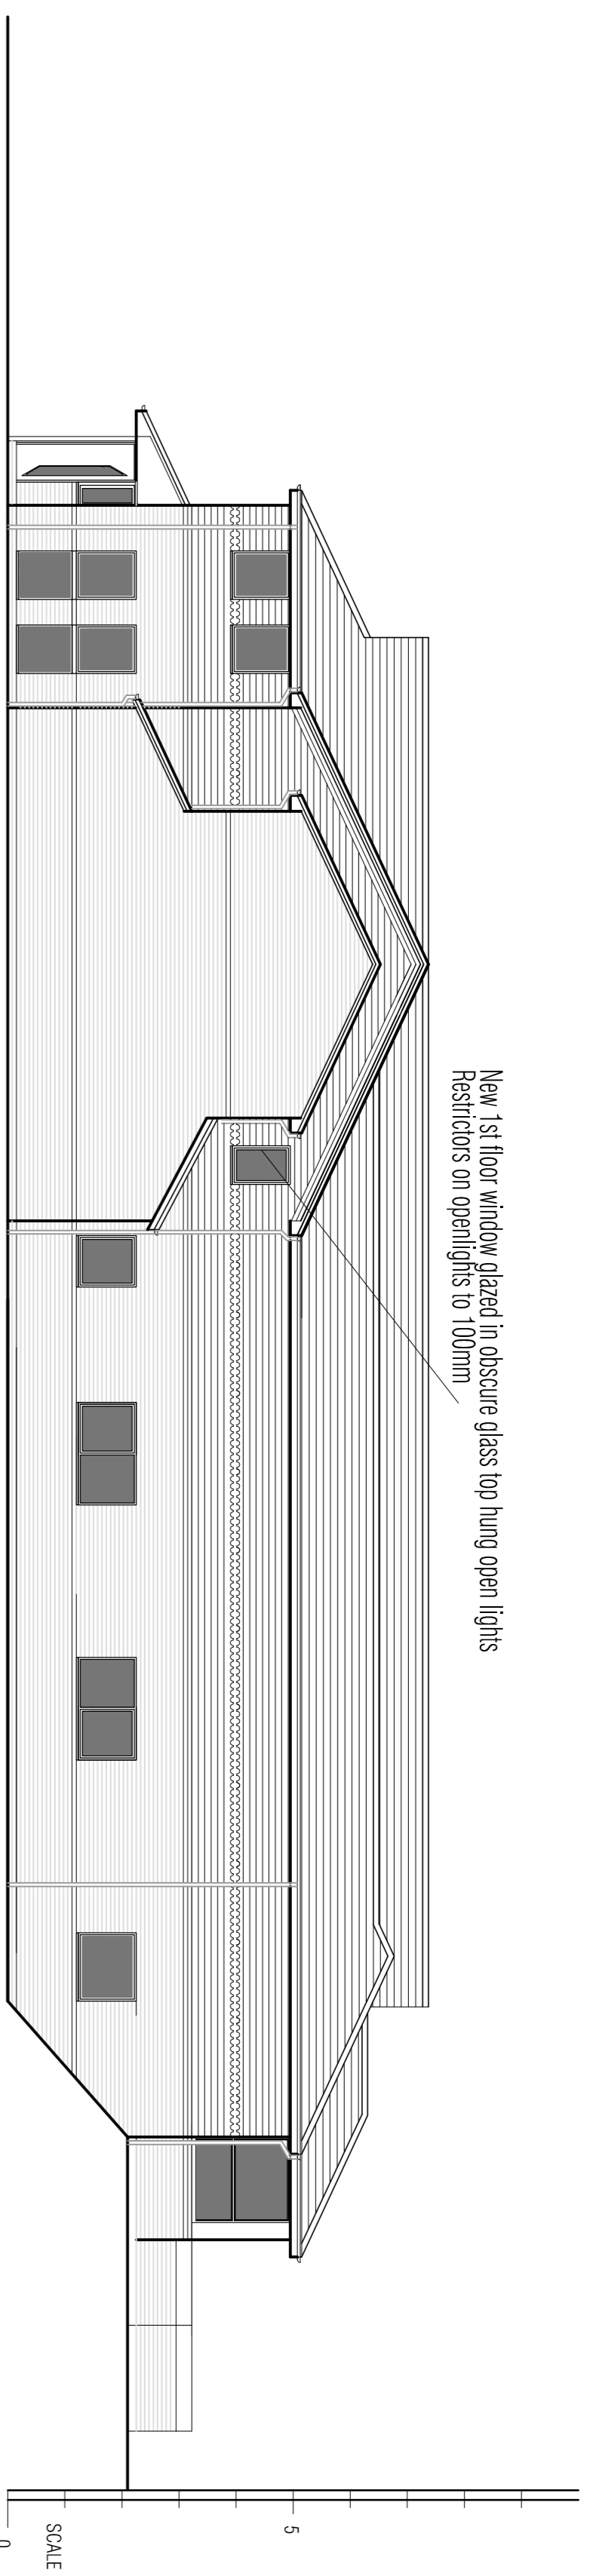 New 1st floor window glazed in obscure glass top hung open lights
Restrictors on openlights to 100mm
5
SCALE
0